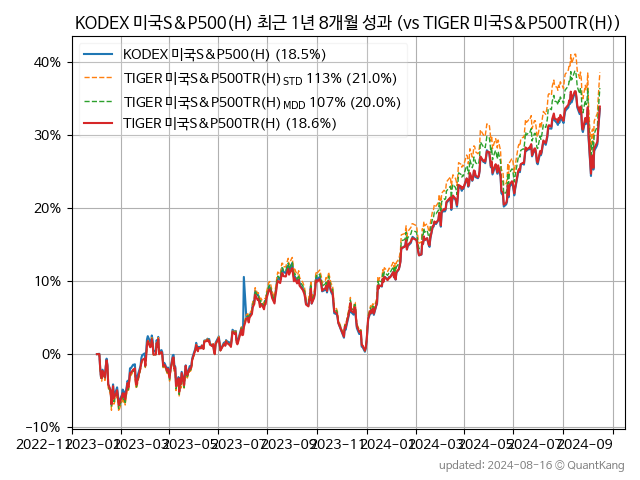 KODEX 미국S&P500(H) 최근 1년 8개월 성과 (vs TIGER 미국S&P500TR(H))
KODEX 미국S&P500(H) (18.5%)
TIGER 미국S&P500TR(H) STD 113% (21.0%)
TIGER 미국S&P500TR(H) MDD 107% (20.0%)
TIGER 미국S&P500TR(H) (18.6%)
40%
30%
20%
10%
0%
−10%
2022-11 2023-01 2023-03 2023-05 2023-07 2023-09 2023-11 2024-01 2024-03 2024-05 2024-07 2024-09
updated: 2024-08-16 © QuantKang